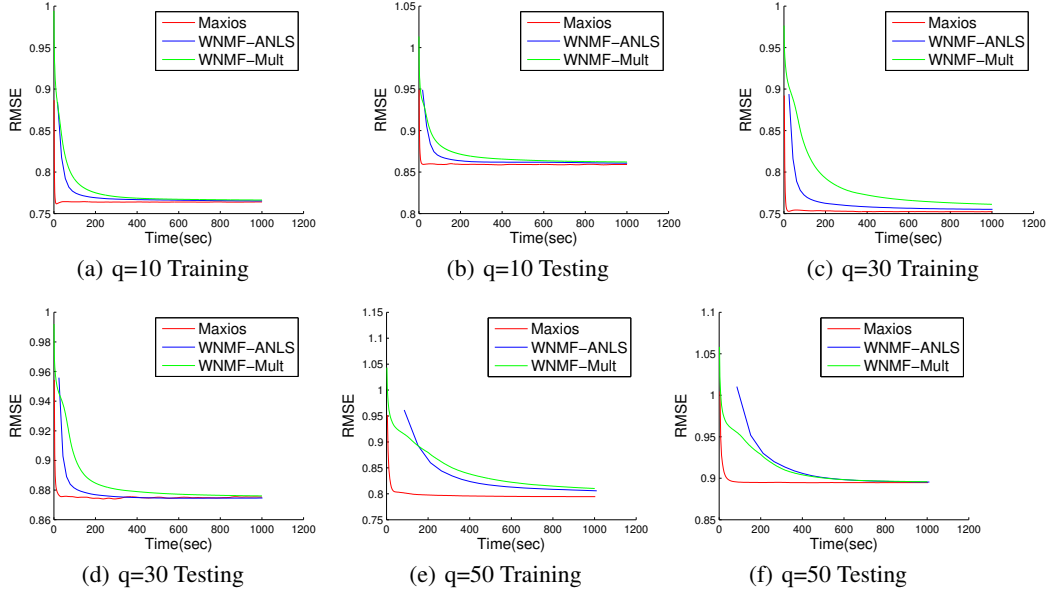 1
0.95
0.9
0.85
0.8
0.75
RMSE
0 200 400 600 800 1000 1200
Time(sec)
Maxios
WNMF−ANLS
WNMF−Mult
(a) q=10 Training
1.05
1
0.95
0.9
0.85
0.8
RMSE
0 200 400 600 800 1000 1200
Time(sec)
Maxios
WNMF−ANLS
WNMF−Mult
(b) q=10 Testing
1
0.95
0.9
0.85
0.8
0.75
RMSE
0 200 400 600 800 1000 1200
Time(sec)
Maxios
WNMF−ANLS
WNMF−Mult
(c) q=30 Training
1
0.98
0.96
0.94
0.92
0.9
0.88
0.86
RMSE
0 200 400 600 800 1000 1200
Time(sec)
Maxios
WNMF−ANLS
WNMF−Mult
(d) q=30 Testing
1.15
1.1
1.05
1
0.95
0.9
0.85
0.8
0.75
RMSE
0 200 400 600 800 1000 1200
Time(sec)
Maxios
WNMF−ANLS
WNMF−Mult
(e) q=50 Training
1.1
1.05
1
0.95
0.9
0.85
RMSE
0 200 400 600 800 1000 1200
Time(sec)
Maxios
WNMF−ANLS
WNMF−Mult
(f) q=50 Testing